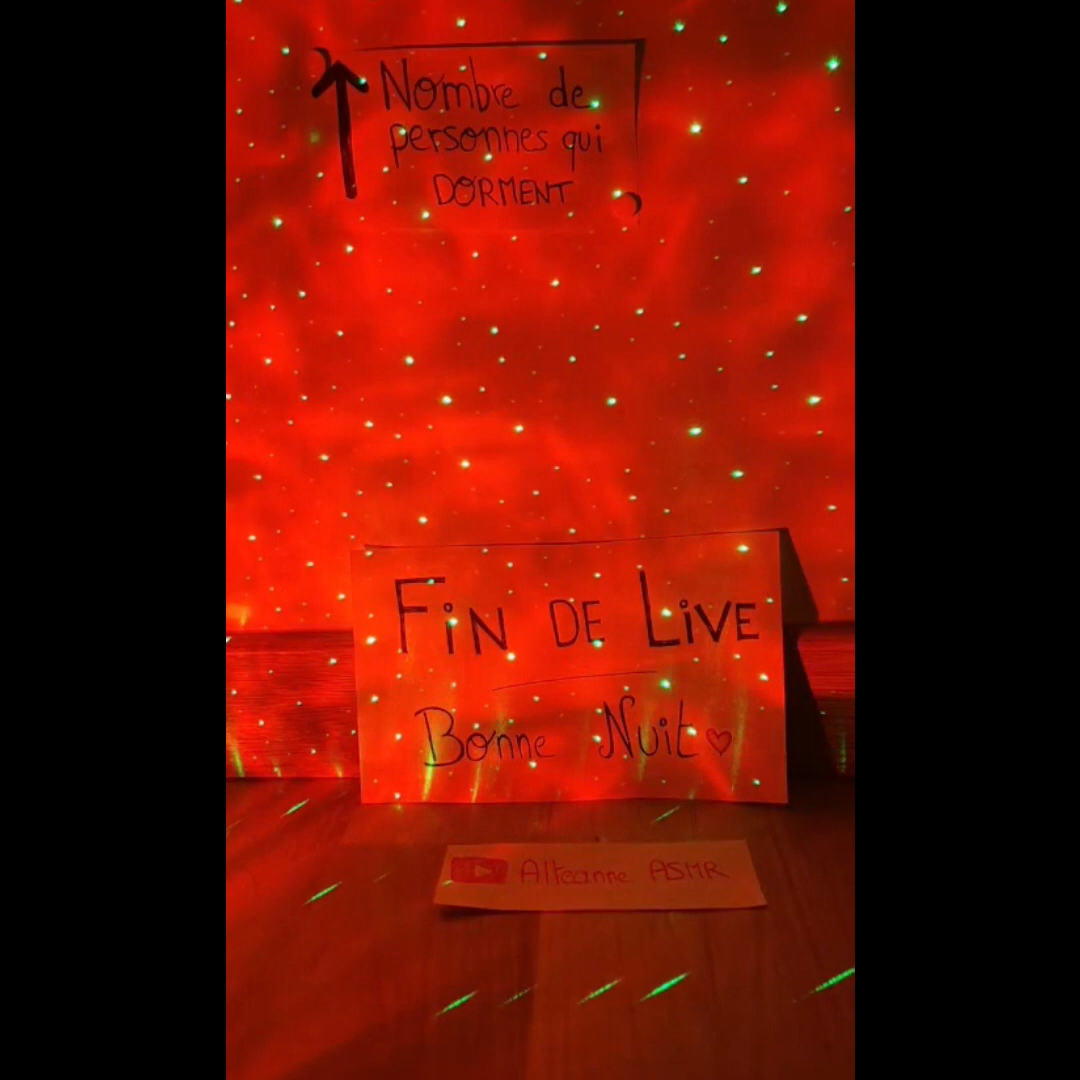 Nombre de
personnes qui
DORMENT
FiN DE LiVE
Bonne Nuit
Alteanne ASMR